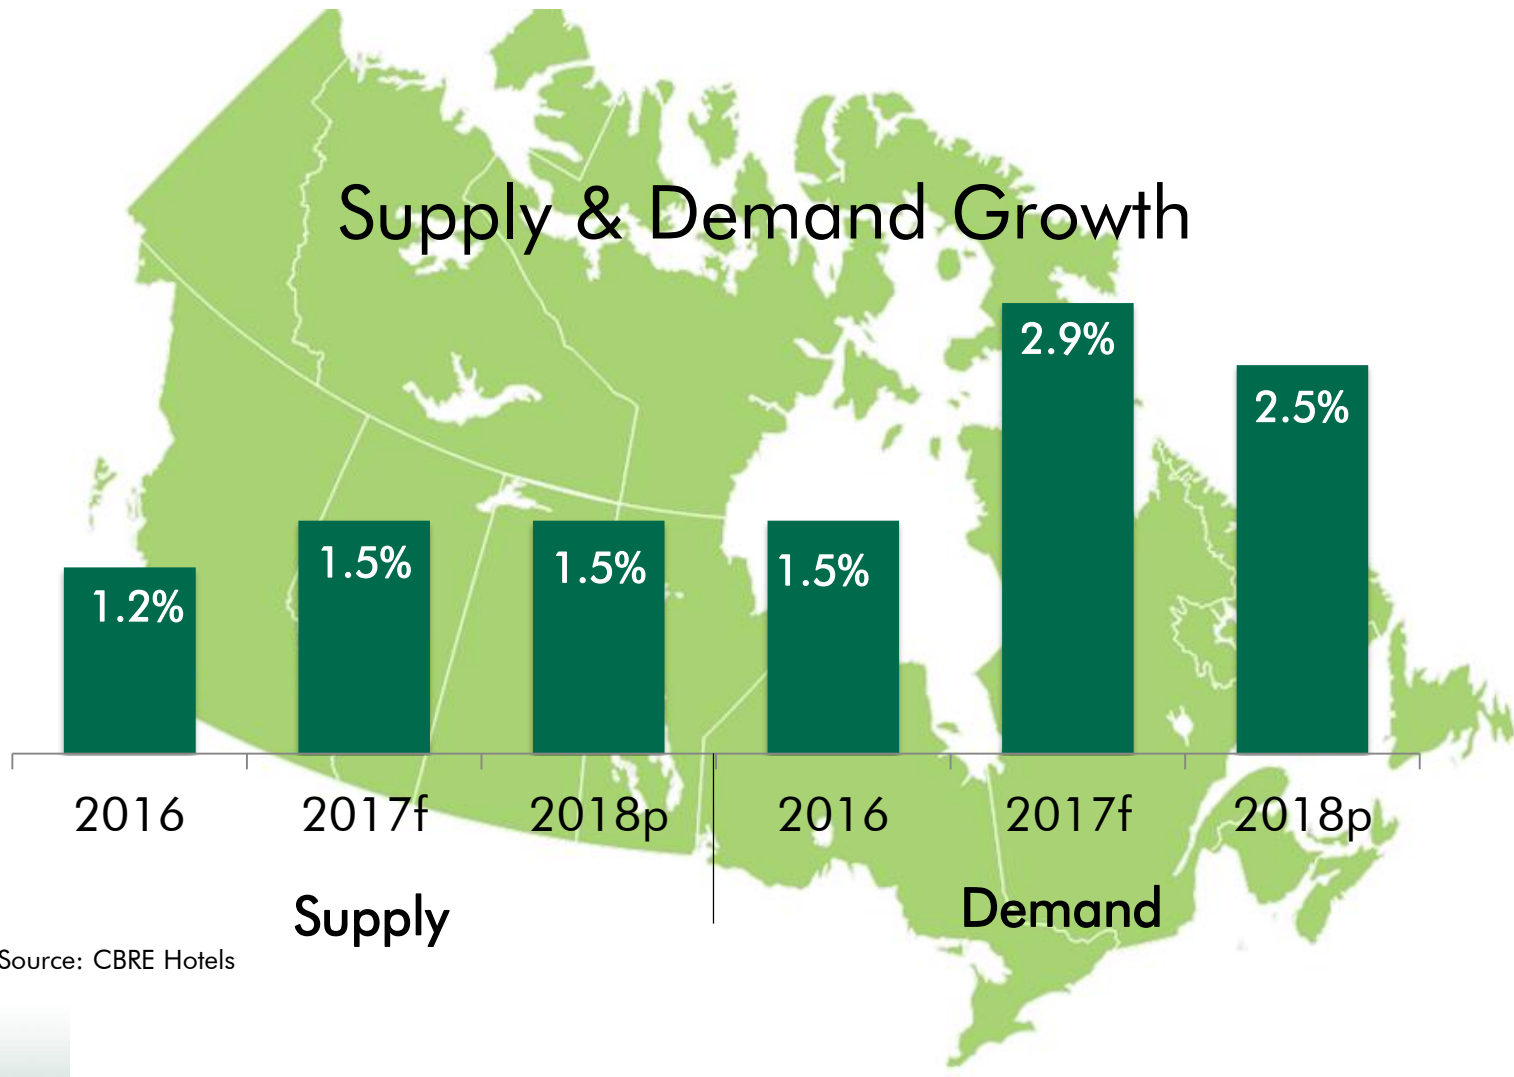 Supply & Demand Growth
1.2%
1.5%
1.5%
1.5%
2.9%
2.5%
2016
2017f
2018p
2016
2017f
2018p
Supply
Demand
Source: CBRE Hotels